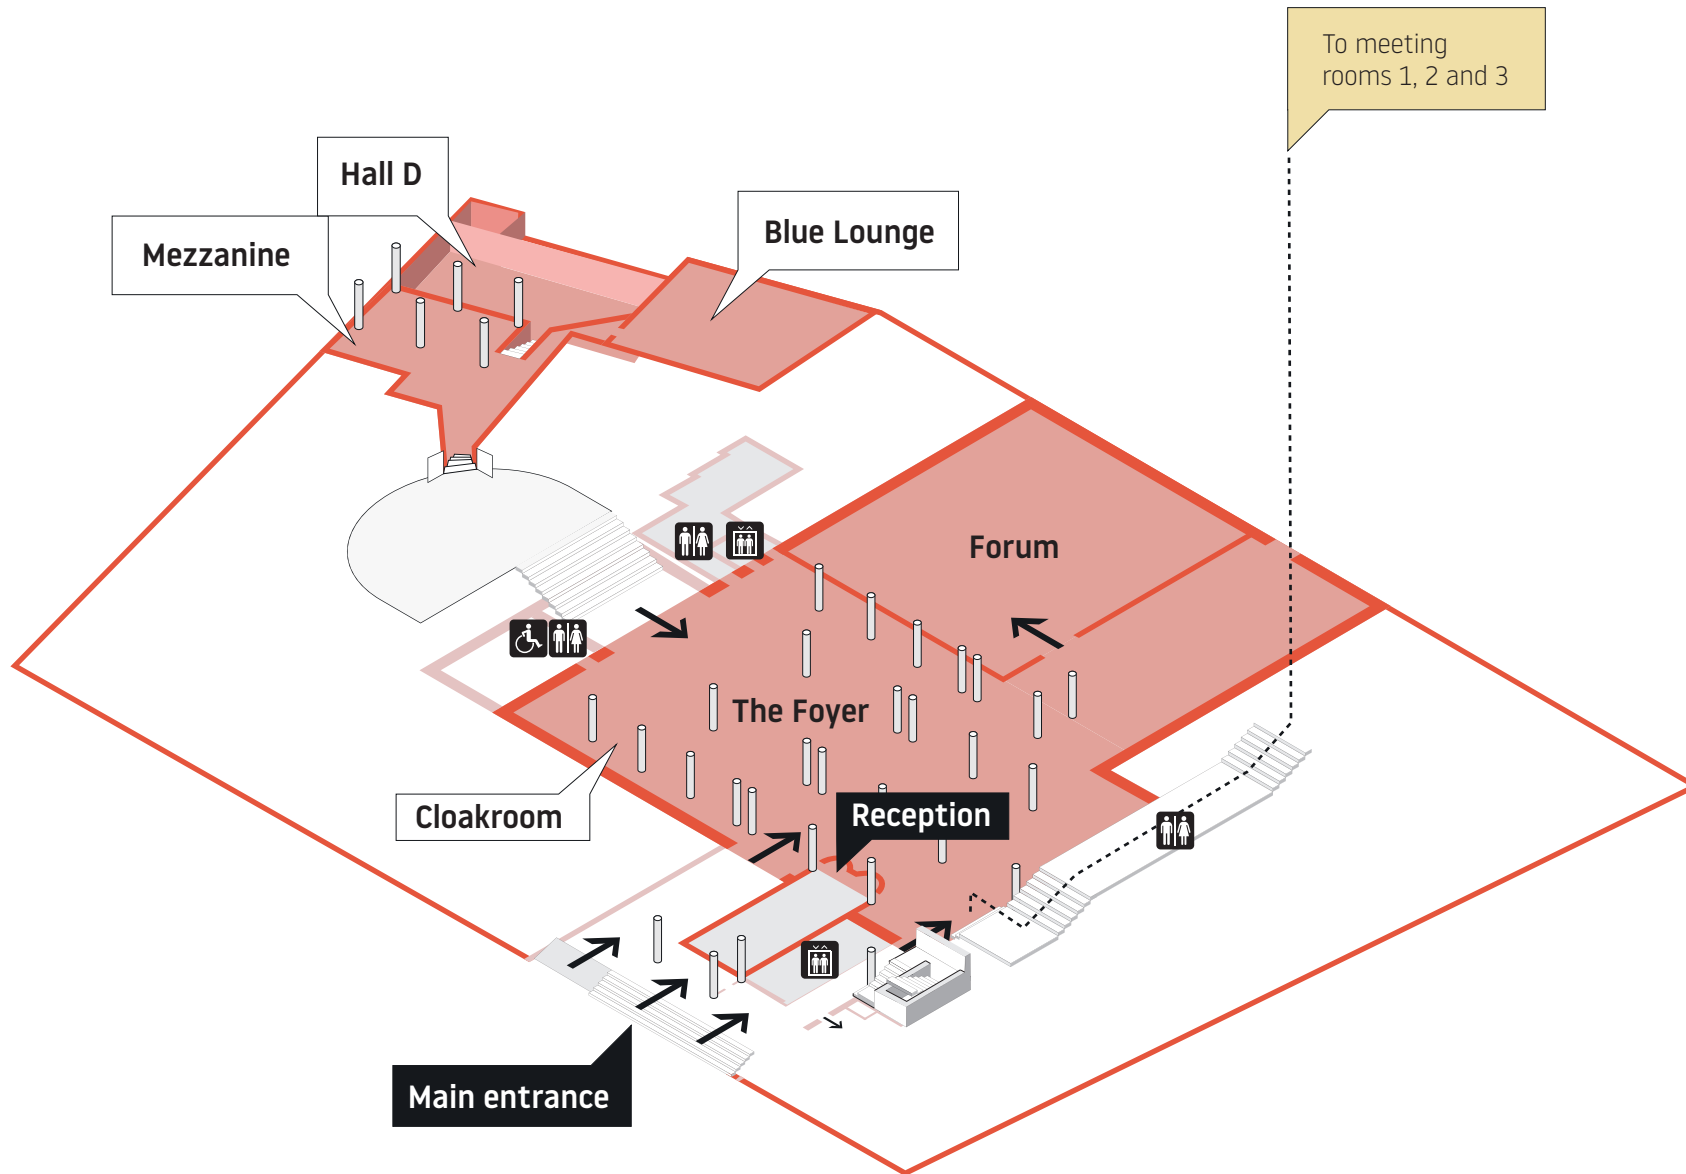 To meeting
rooms 1, 2 and 3
Hall D
Mezzanine
Blue Lounge
Forum
The Foyer
Cloakroom
Reception
Main entrance